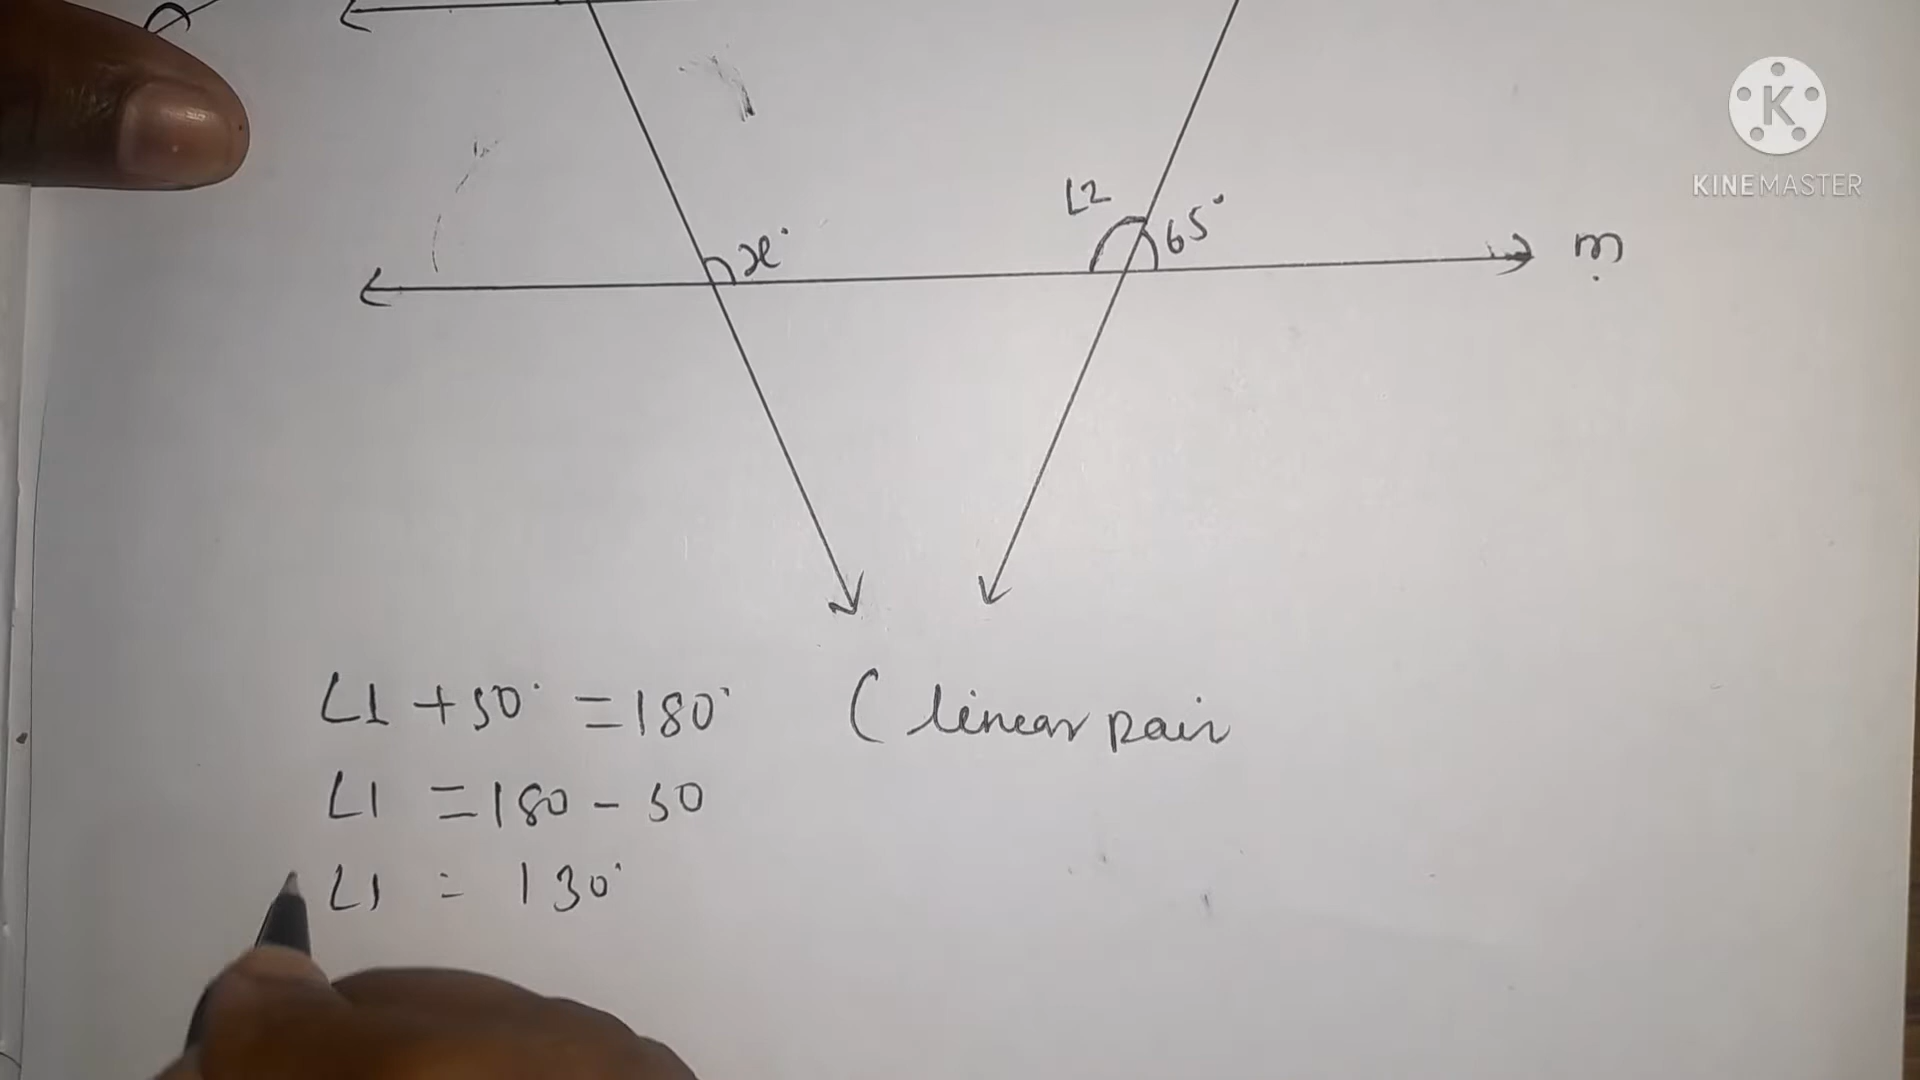 K
KINEMASTER
∠2
65°
x°
m
∠1 + 50° = 180° (linear pair
∠1 = 180 - 50
∠1 = 130°